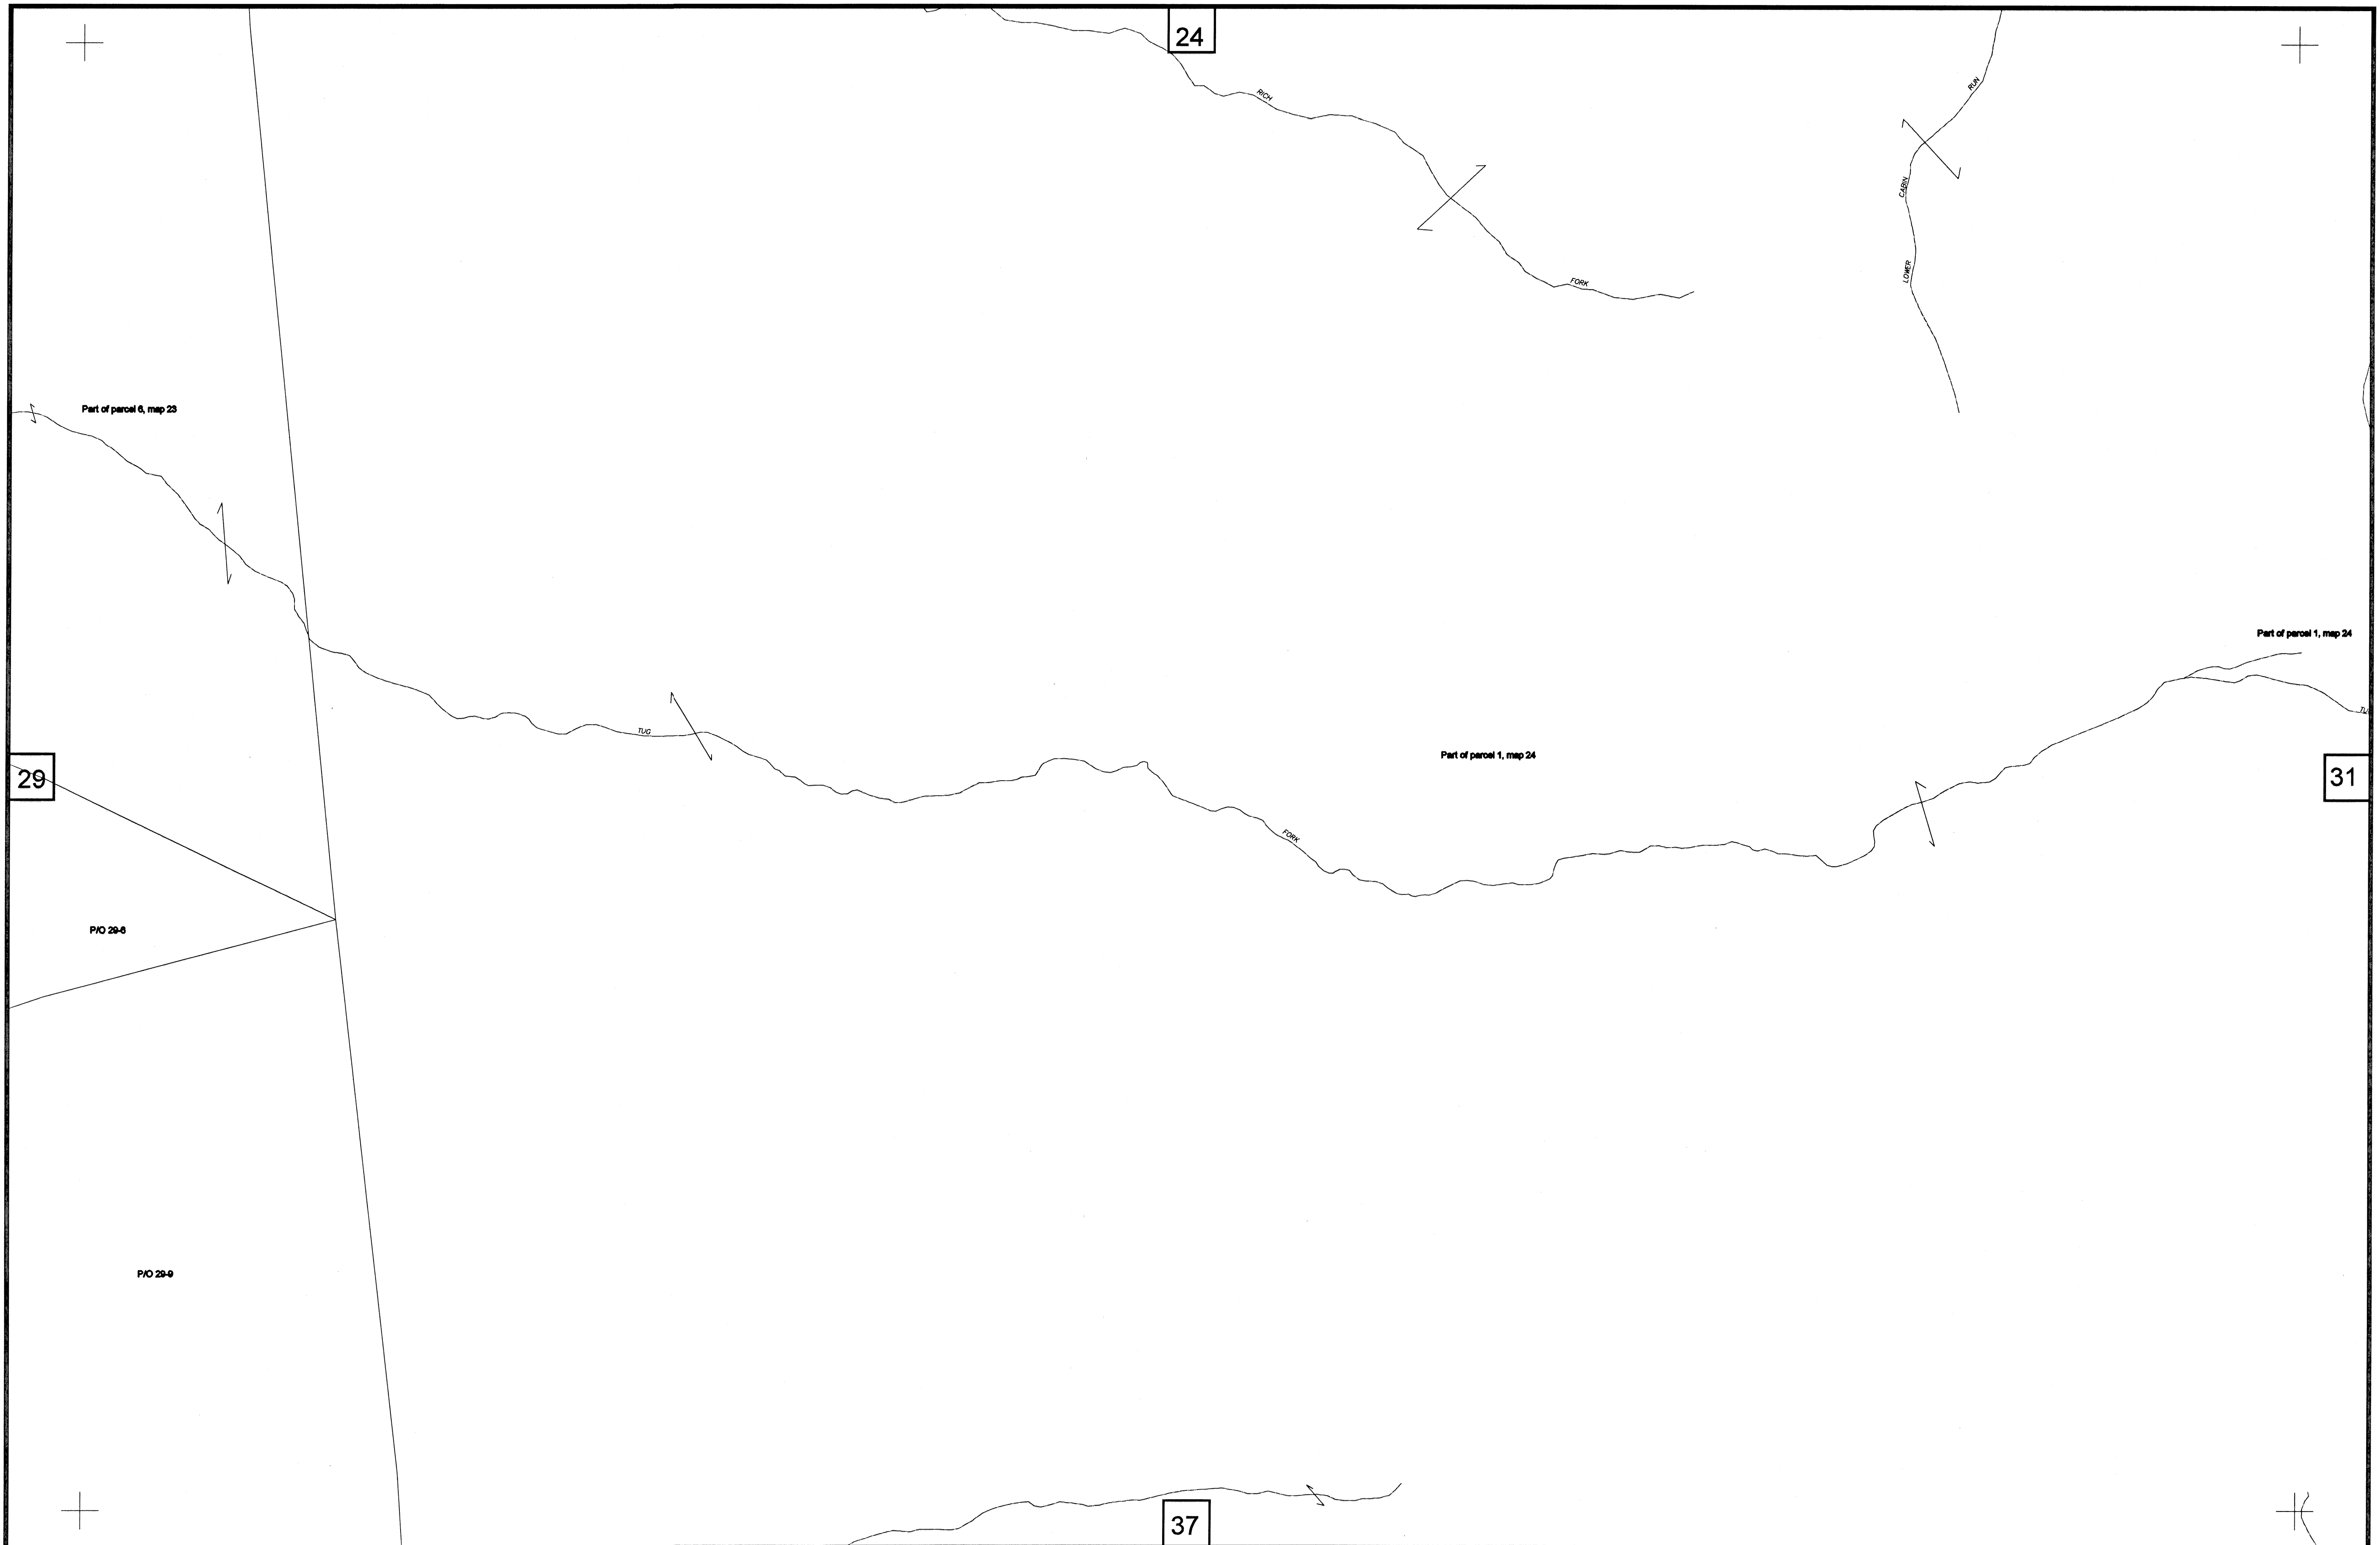 24
RICH
RUN
CABIN
LOWER
FORK
Part of parcel 6, map 23
Part of parcel 1, map 24
TUG
TU
29
Part of parcel 1, map 24
31
FORK
P/O 29-6
P/O 29-9
37